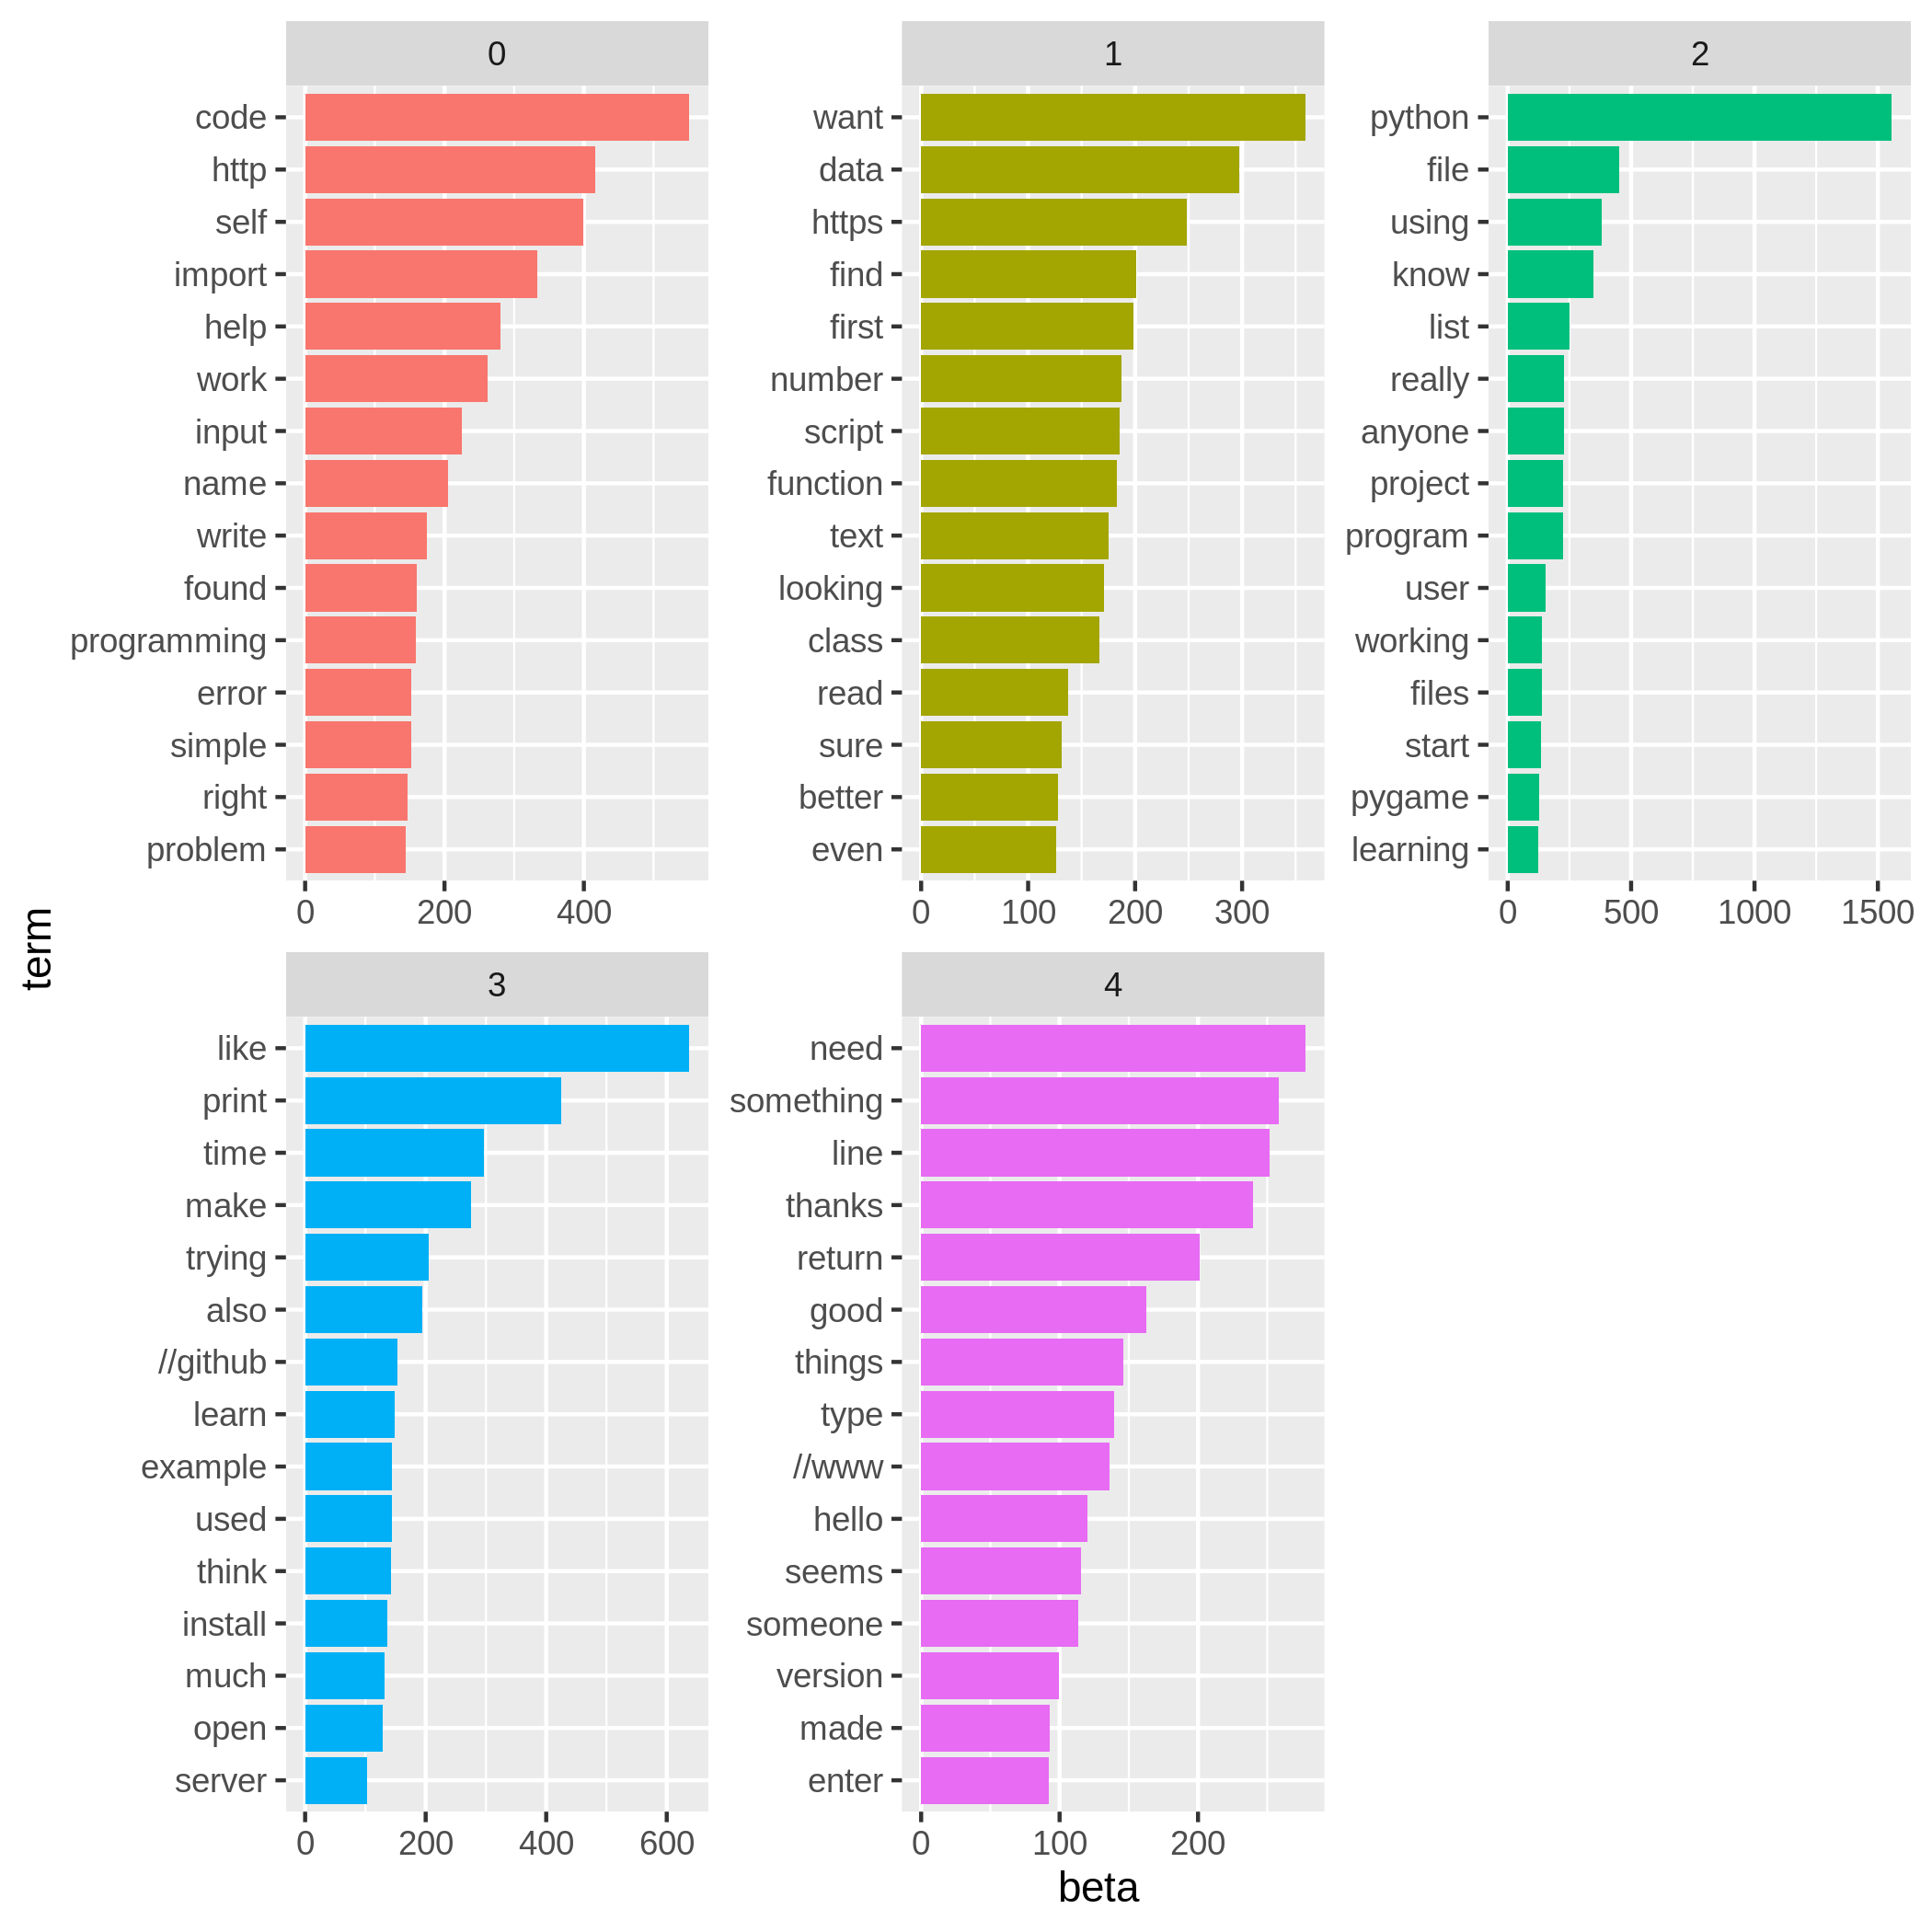 0
1
2
code
http
self
import
help
work
input
name
write
found
programming
error
simple
right
problem
0 200 400
want
data
https
find
first
number
script
function
text
looking
class
read
sure
better
even
0 100 200 300
python
file
using
know
list
really
anyone
project
program
user
working
files
start
pygame
learning
0 500 1000 1500
term
3
4
like
print
time
make
trying
also
//github
learn
example
used
think
install
much
open
server
0 200 400 600
need
something
line
thanks
return
good
things
type
//www
hello
seems
someone
version
made
enter
0 100 200
beta